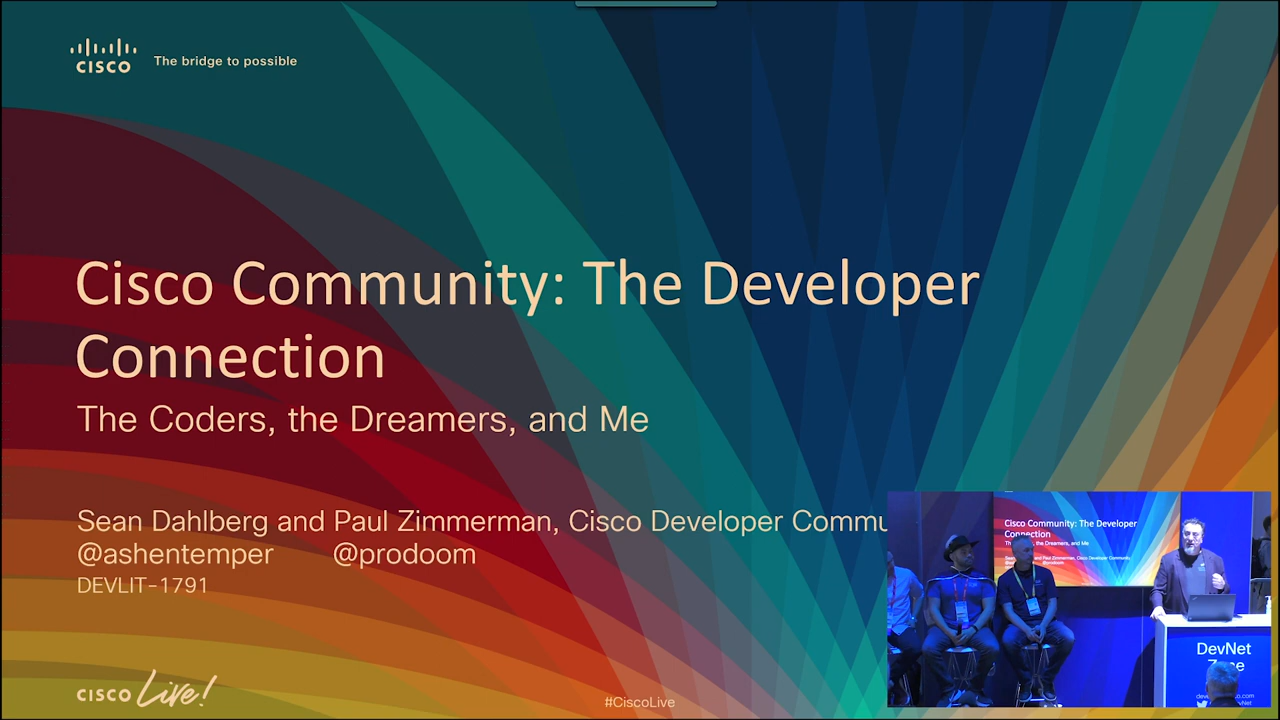 CISCO
The bridge to possible
Cisco Community: The Developer
Connection
The Coders, the Dreamers, and Me
Sean Dahlberg and Paul Zimmerman, Cisco Developer Commu
@ashentemper @prodoom
DEVLIT-1791
CISCO Live!
#CiscoLive
Cisco Community: The Developer
Connection
DevNet
Zone